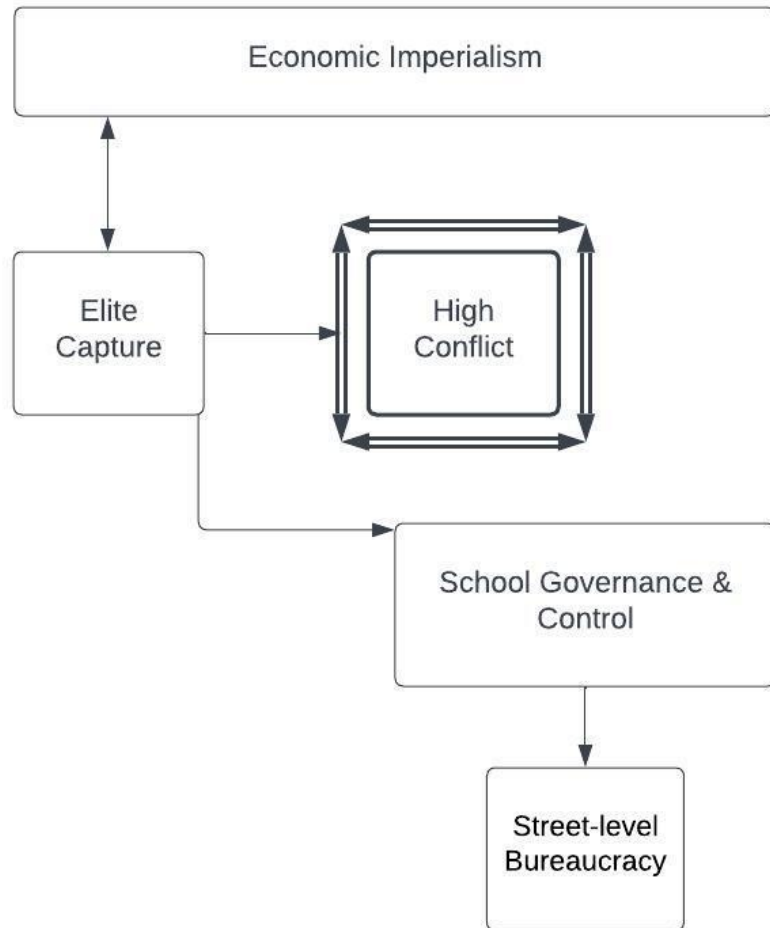 Economic Imperialism
Elite
Capture
High
Conflict
School Governance &
Control
Street-level
Bureaucracy